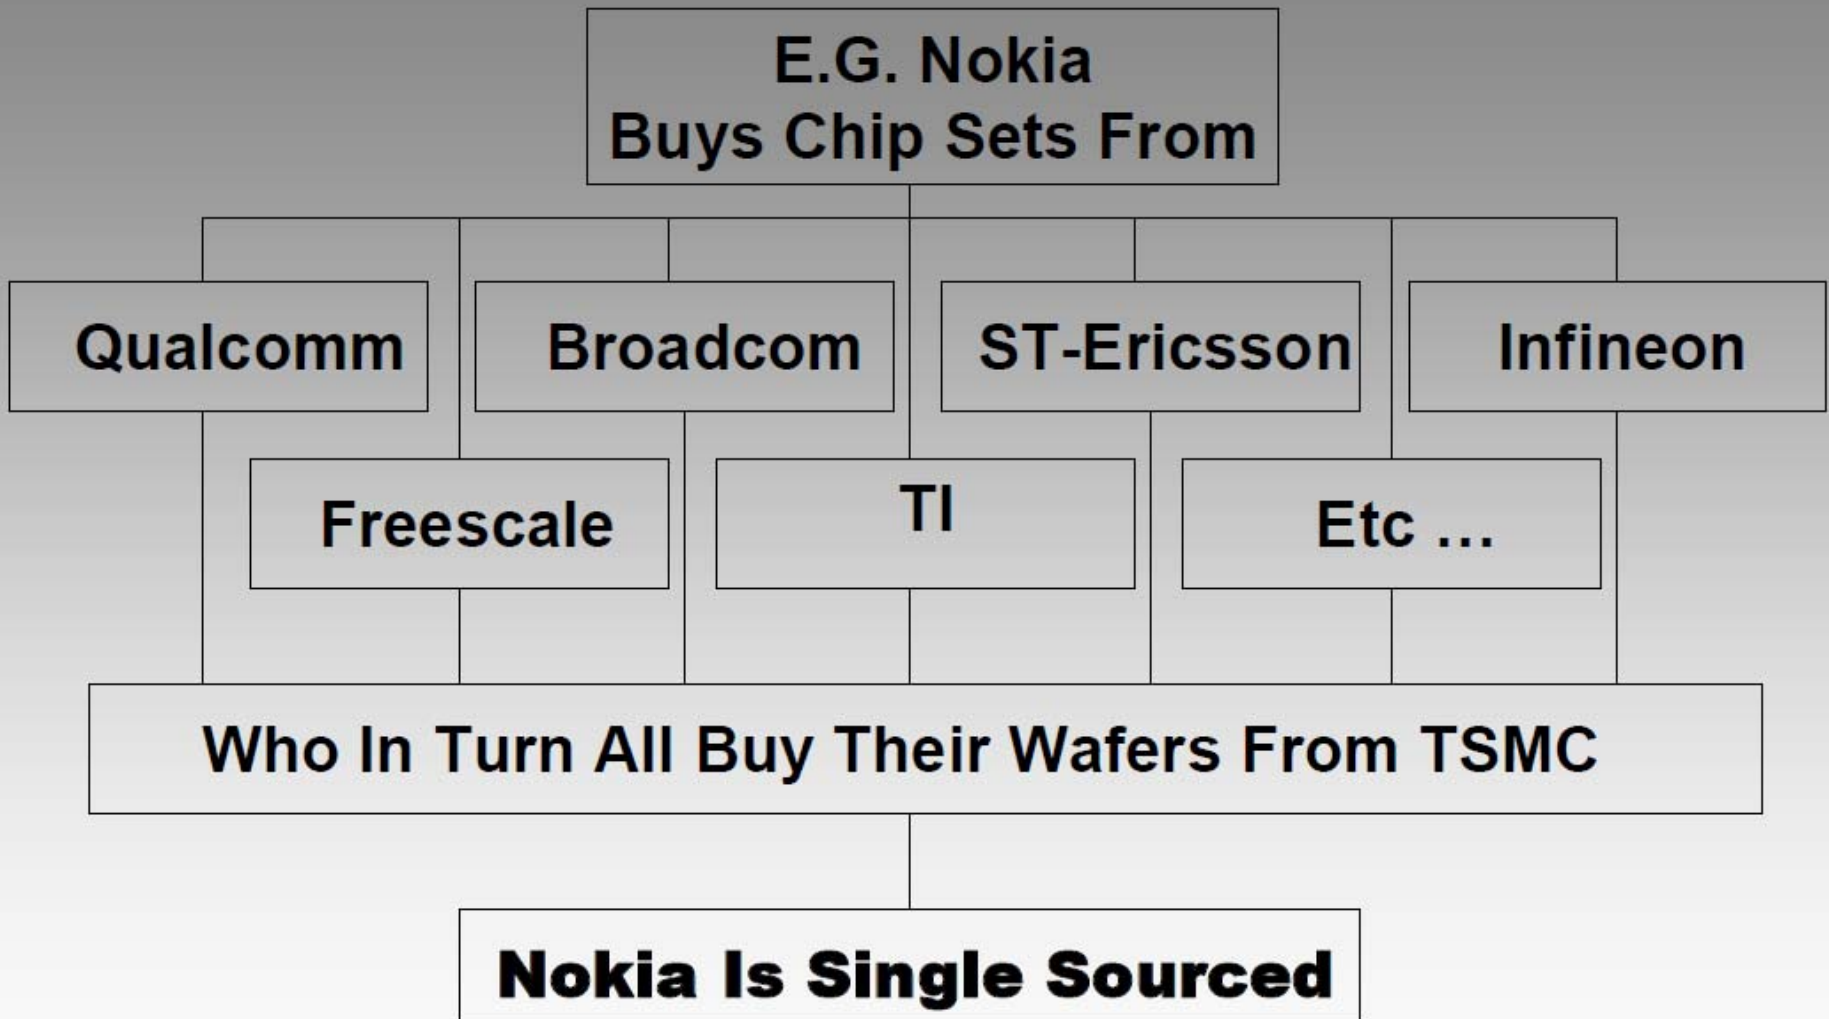 E.G. Nokia
Buys Chip Sets From
Qualcomm
Broadcom
ST-Ericsson
Infineon
Freescale
TI
Etc ...
Who In Turn All Buy Their Wafers From TSMC
Nokia Is Single Sourced